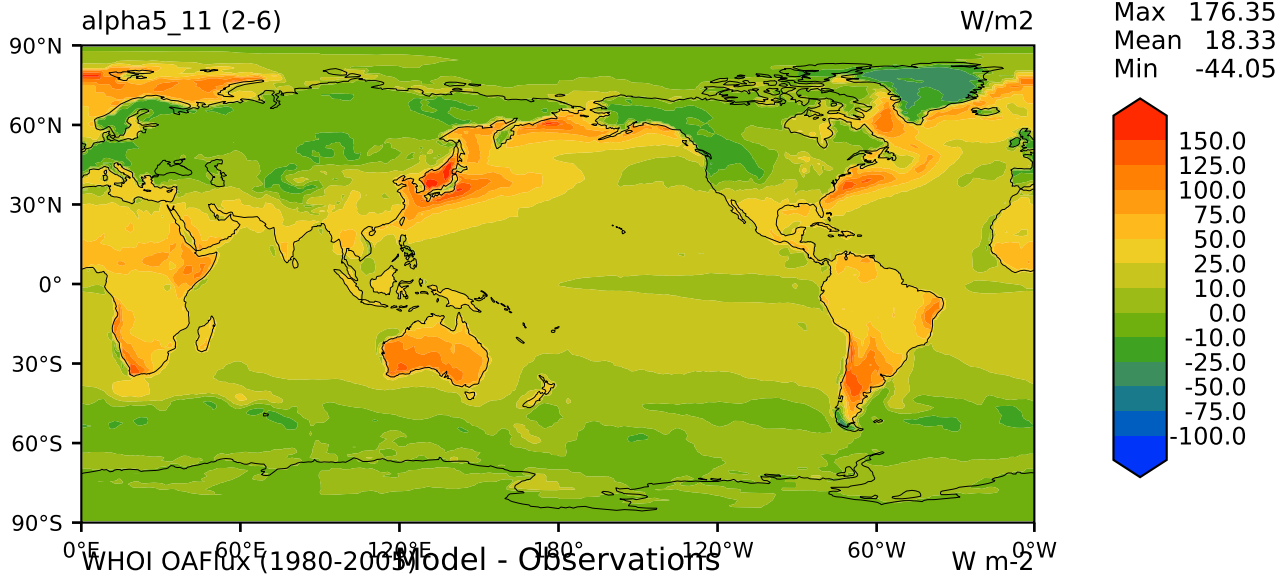 alpha5_11 (2-6) W/m2
Max 176.35
Mean 18.33
Min -44.05
90°N
60°N
30°N
0°
30°S
60°S
90°S
150.0
125.0
100.0
75.0
50.0
25.0
10.0
0.0
-10.0
-25.0
-50.0
-75.0
-100.0
0°E 60°E 120°E 180° 120°W 60°W 0°W
WHOI OAFlux (1980-2005) Model - Observations W m-2